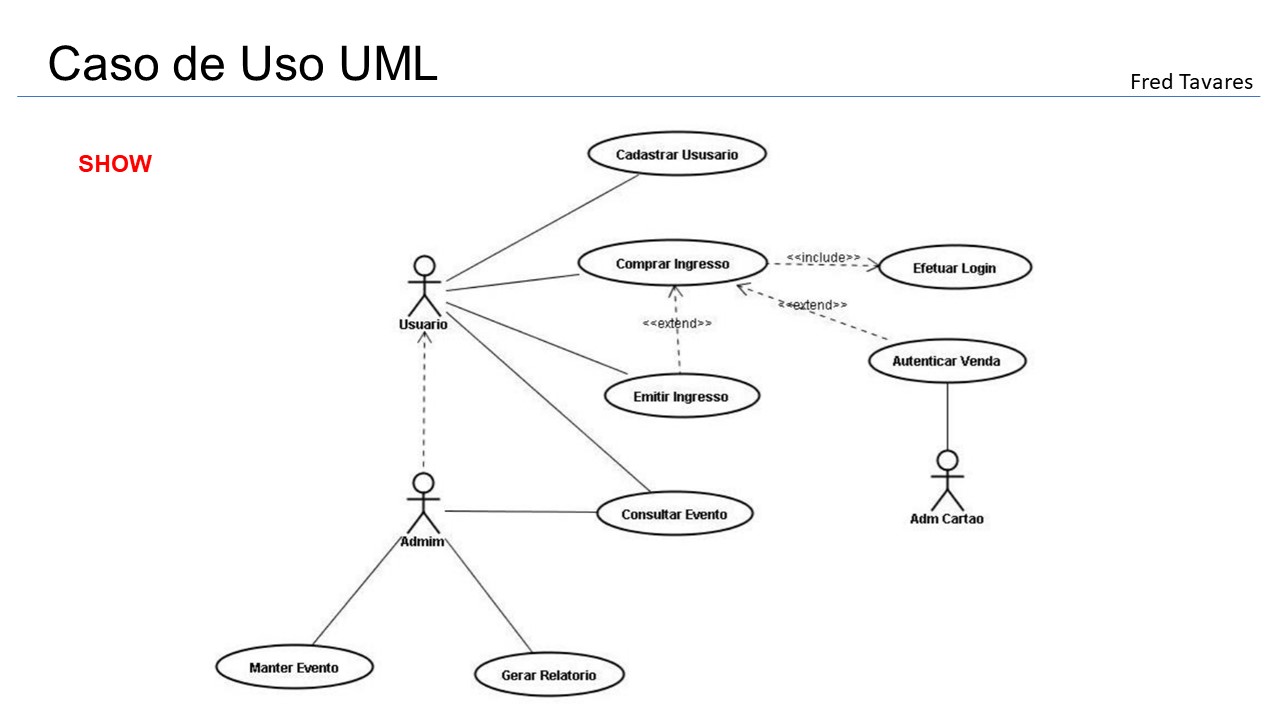 Caso de Uso UML
Fred Tavares
SHOW
Cadastrar Ususario
Comprar Ingresso
<<include>>
Efetuar Login
<<extend>>
<<extend>>
Usuario
Autenticar Venda
Emitir Ingresso
Consultar Evento
Adm Cartao
Admim
Manter Evento
Gerar Relatorio